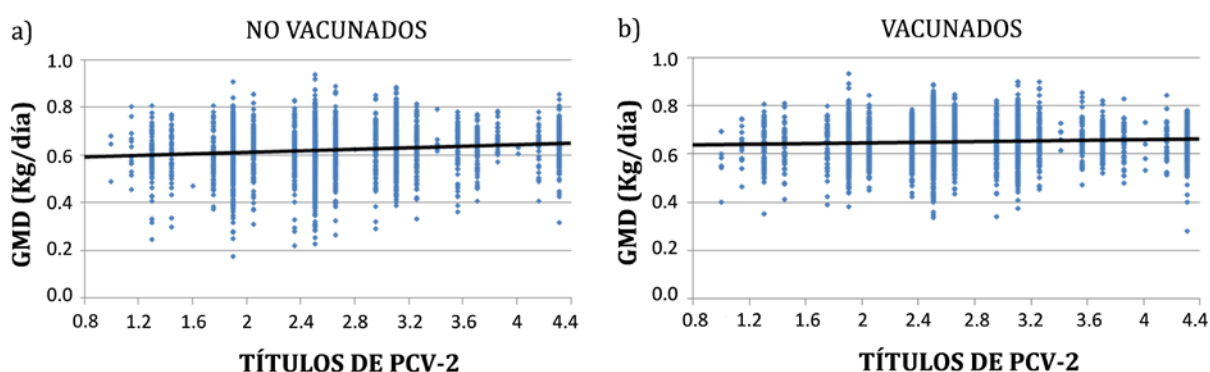 a) NO VACUNADOS
1.0
0.8
0.6
0.4
0.2
0.0
GMD (Kg/día)
0.8 1.2 1.6 2 2.4 2.8 3.2 3.6 4 4.4
TÍTULOS DE PCV-2
b) VACUNADOS
1.0
0.8
0.6
0.4
0.2
0.0
GMD (Kg/día)
0.8 1.2 1.6 2 2.4 2.8 3.2 3.6 4 4.4
TÍTULOS DE PCV-2